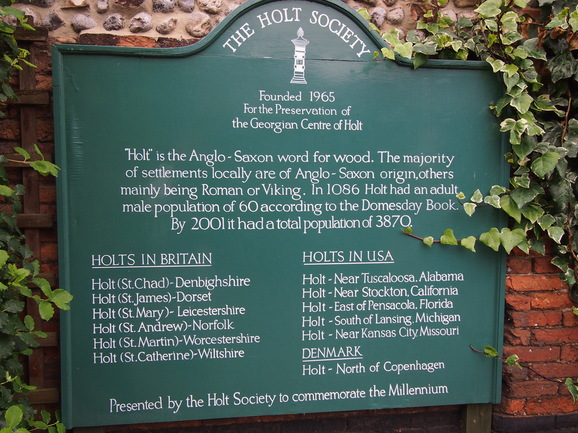 THE HOLT SOCIETY
Founded 1965
For the Preservation of
the Georgian Centre of Holt
"Holt" is the Anglo-Saxon word for wood. The majority
of settlements locally are of Anglo-Saxon origin, others
mainly being Roman or Viking. In 1086 Holt had an adult
male population of 60 according to the Domesday Book.
By 2001 it had a total population of 3870.
HOLTS IN BRITAIN
Holt (St. Chad)-Denbighshire
Holt (St. James)-Dorset
Holt (St. Mary)-Leicestershire
Holt (St. Andrew)-Norfolk
Holt (St. Martin)-Worcestershire
Holt (St. Catherine)-Wiltshire
HOLTS IN USA
Holt - Near Tuscaloosa, Alabama
Holt - Near Stockton, California
Holt - East of Pensacola, Florida
Holt - South of Lansing, Michigan
Holt - Near Kansas City, Missouri
DENMARK
Holt - North of Copenhagen
Presented by the Holt Society to commemorate the Millennium